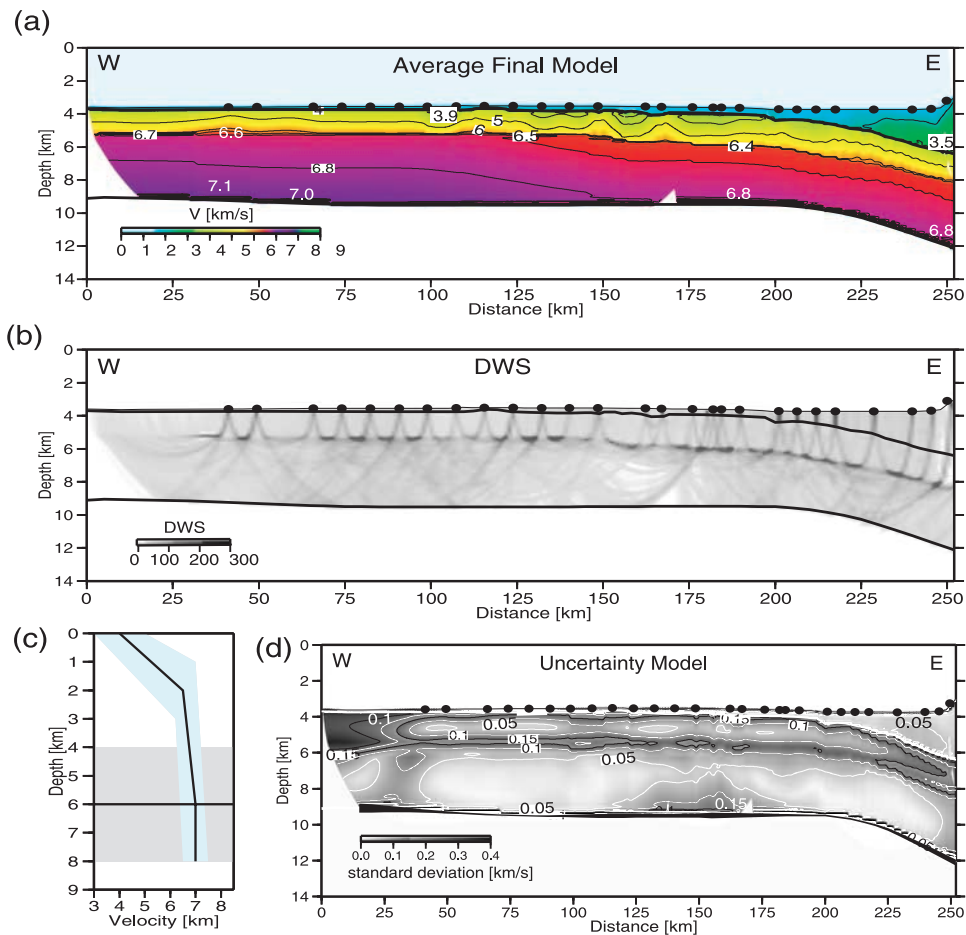 (a)
W
Average Final Model
E
0
2
4
6
8
10
12
14
Depth [km]
4
3.9
5
6.7
6.6
6
6.5
6.4
3.5
6.8
7.1
7.0
6.8
6.8
V [km/s]
0 1 2 3 4 5 6 7 8 9
0 25 50 75 100 125 150 175 200 225 250
Distance [km]
(b)
W
DWS
E
0
2
4
6
8
10
12
14
Depth [km]
DWS
0 100 200 300
0 25 50 75 100 125 150 175 200 225 250
Distance [km]
(c)
0
1
2
3
4
5
6
7
8
9
Depth [km]
3 4 5 6 7 8
Velocity [km]
(d)
W
Uncertainty Model
E
0
2
4
6
8
10
12
14
Depth [km]
0.1
0.05
0.15
0.1
0.05
0.1
0.15
0.1
0.15
0.05
0.05
0.15
0.05
0.0 0.1 0.2 0.3 0.4
standard deviation [km/s]
0 25 50 75 100 125 150 175 200 225 250
Distance [km]